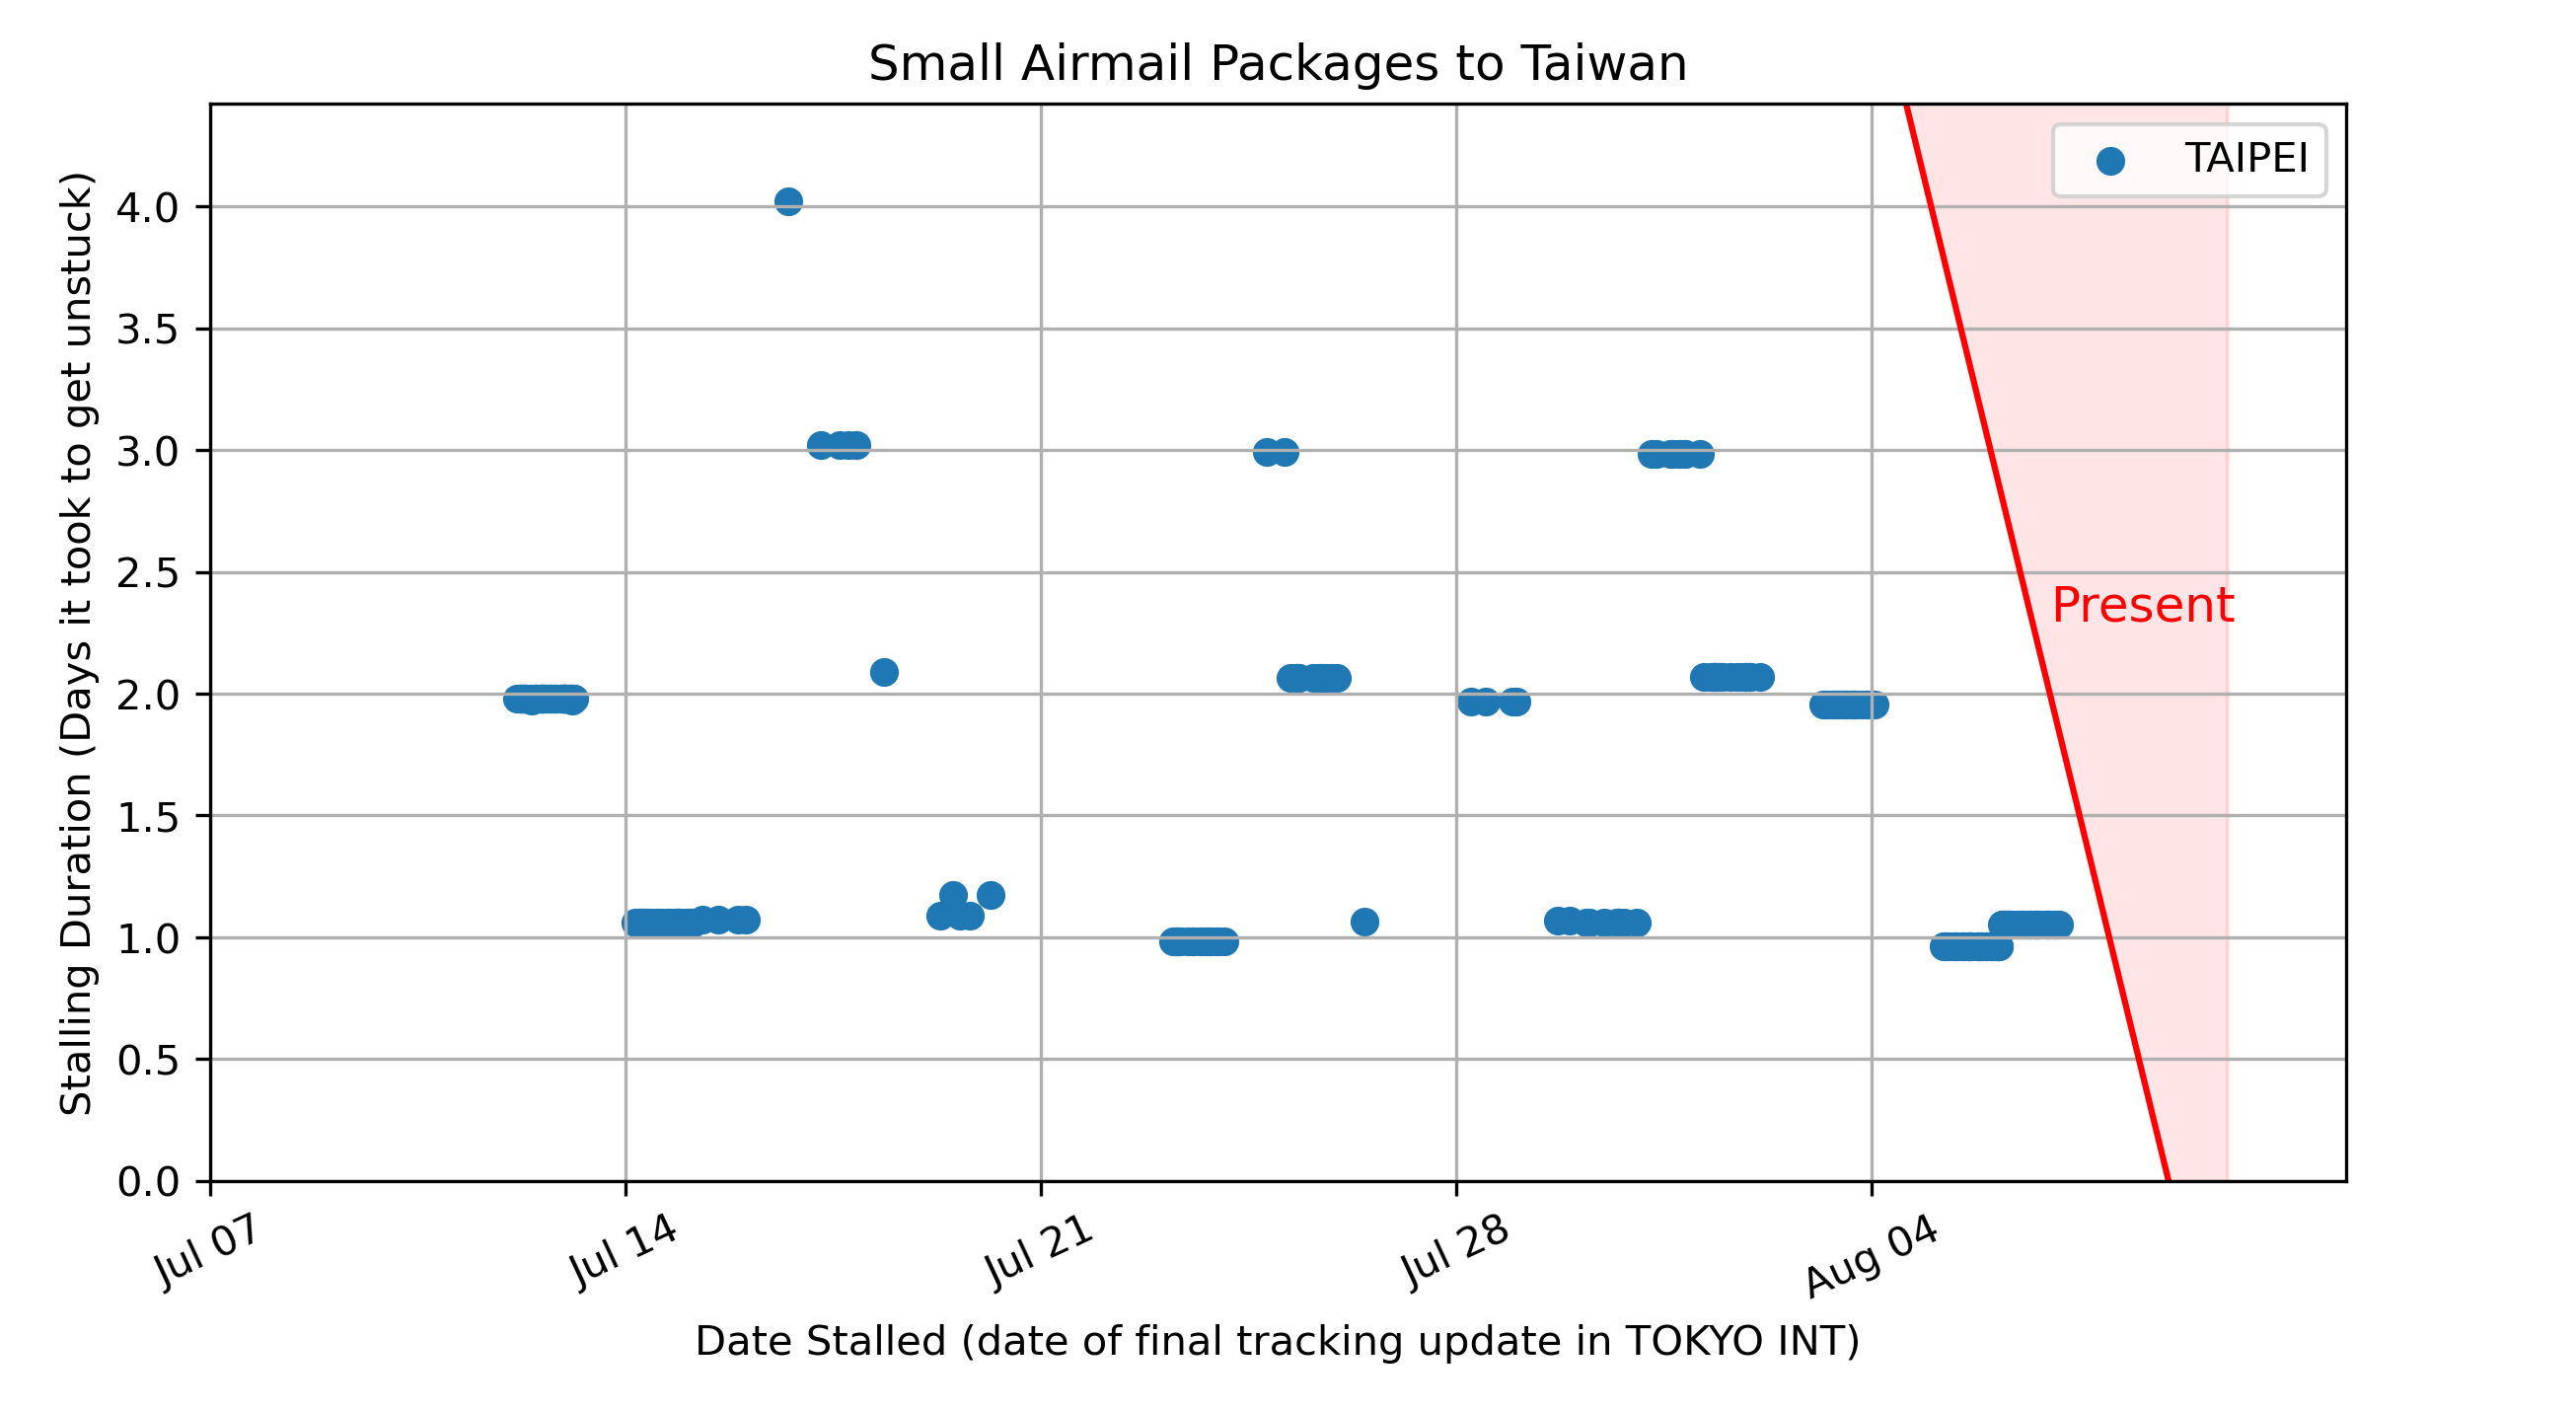 Small Airmail Packages to Taiwan
TAIPEI
Stalling Duration (Days it took to get unstuck)
4.0
3.5
3.0
2.5
2.0
1.5
1.0
0.5
0.0
Present
Jul 07
Jul 14
Jul 21
Jul 28
Aug 04
Date Stalled (date of final tracking update in TOKYO INT)